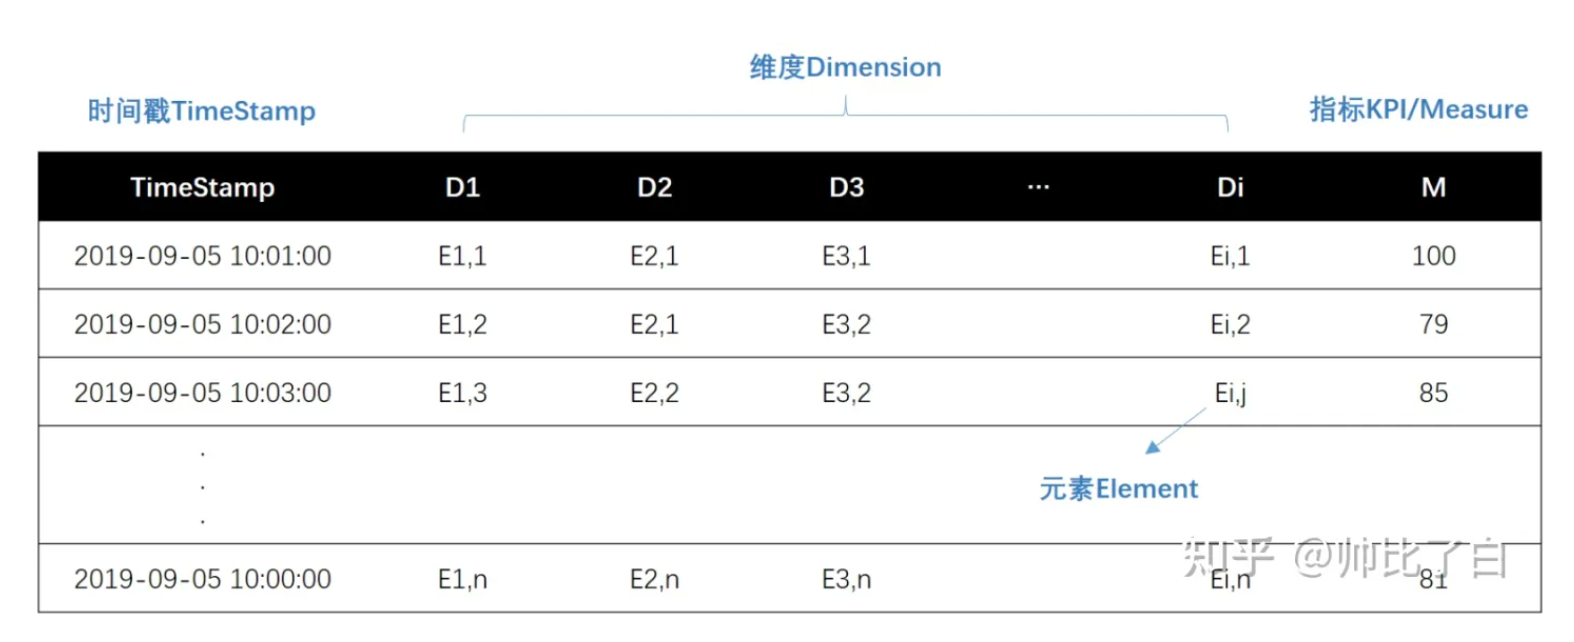 维度Dimension
时间戳TimeStamp
指标KPI/Measure
TimeStamp D1 D2 D3 ... Di M
2019-09-05 10:01:00 E1,1 E2,1 E3,1 Ei,1 100
2019-09-05 10:02:00 E1,2 E2,1 E3,2 Ei,2 79
2019-09-05 10:03:00 E1,3 E2,2 E3,2 Ei,j 85
.
.
.
元素Element
知乎 @帅比了白
2019-09-05 10:00:00 E1,n E2,n E3,n Ei,n 81